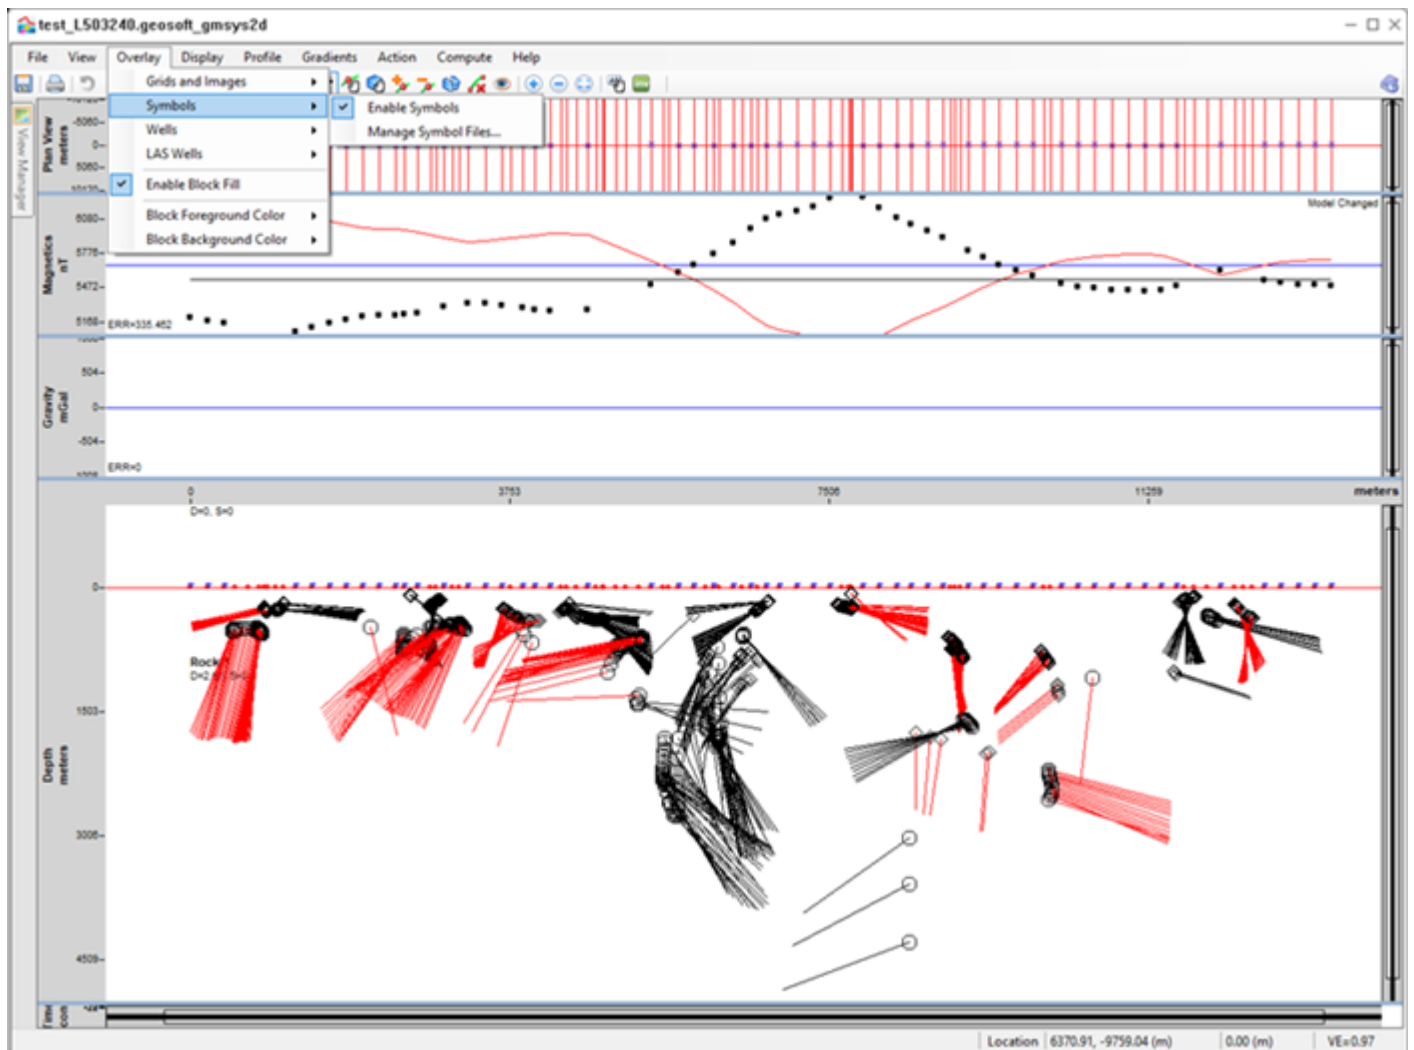 test_L503240.geosoft_gmsys2d
File View Overlay Display Profile Gradients Action Compute Help
Grids and Images
Symbols
Enable Symbols
Manage Symbol Files...
Wells
LAS Wells
Enable Block Fill
Block Foreground Color
Block Background Color
View Manager
Plan View
meters
-5060
0
5060
Model Changed
Magnetics
nT
6080
5776
5472
5168
ERR=335.462
Gravity
mGal
504
0
-504
ERR=0
0 3753 7506 11259 meters
D=0, S=0
0
Rock
1503
Depth
meters
3006
4509
Location 6370.91, -9759.04 (m) 0.00 (m) VE=0.97